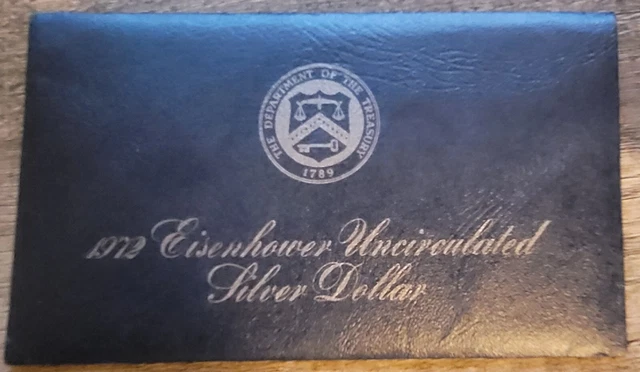 THE DEPARTMENT OF THE TREASURY
1789
1972 Eisenhower Uncirculated
Silver Dollar